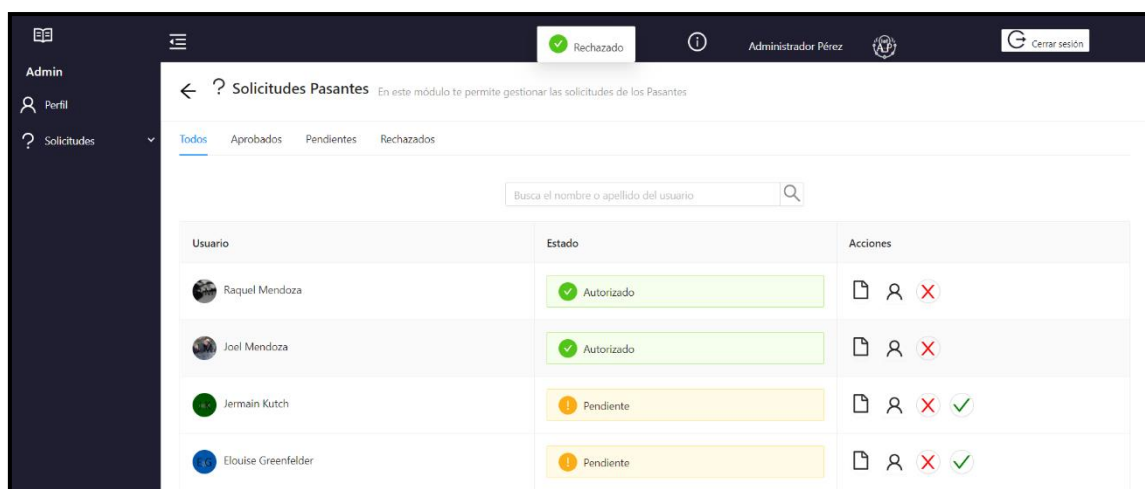 Rechazado
Administrador Pérez
Cerrar sesión
Admin
Perfil
Solicitudes
Solicitudes Pasantes En este módulo te permite gestionar las solicitudes de los Pasantes
Todos Aprobados Pendientes Rechazados
Busca el nombre o apellido del usuario
Usuario Estado Acciones
Raquel Mendoza Autorizado
Joel Mendoza Autorizado
Jermain Kutch Pendiente
Elouise Greenfelder Pendiente